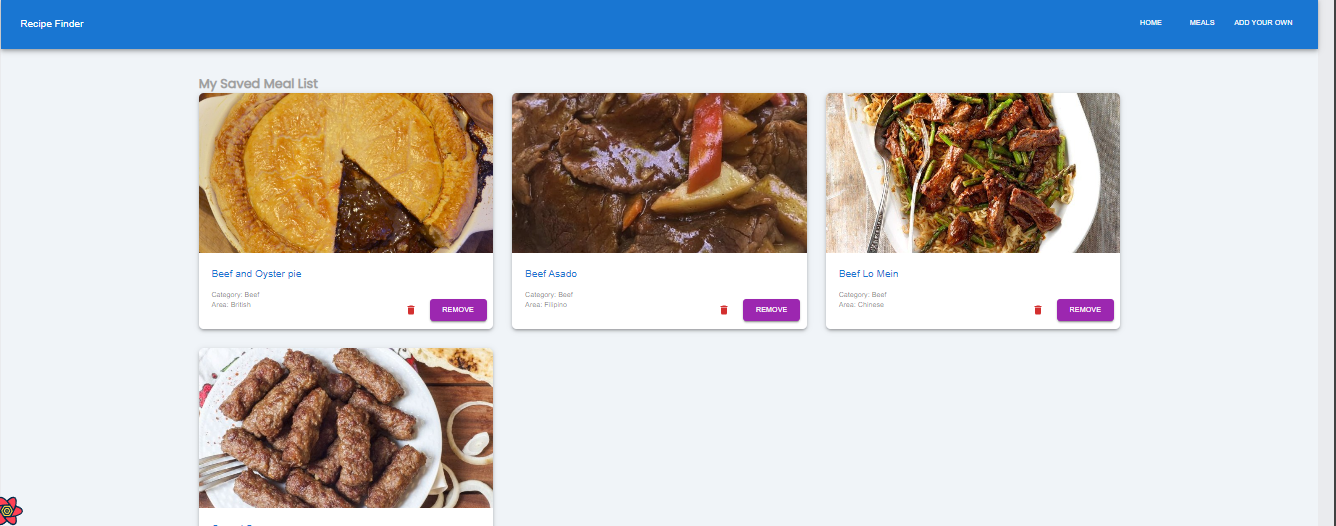 Recipe Finder
HOME
MEALS
ADD YOUR OWN
My Saved Meal List
Beef and Oyster pie
Category: Beef
Area: British
REMOVE
Beef Asado
Category: Beef
Area: Filipino
REMOVE
Beef Lo Mein
Category: Beef
Area: Chinese
REMOVE